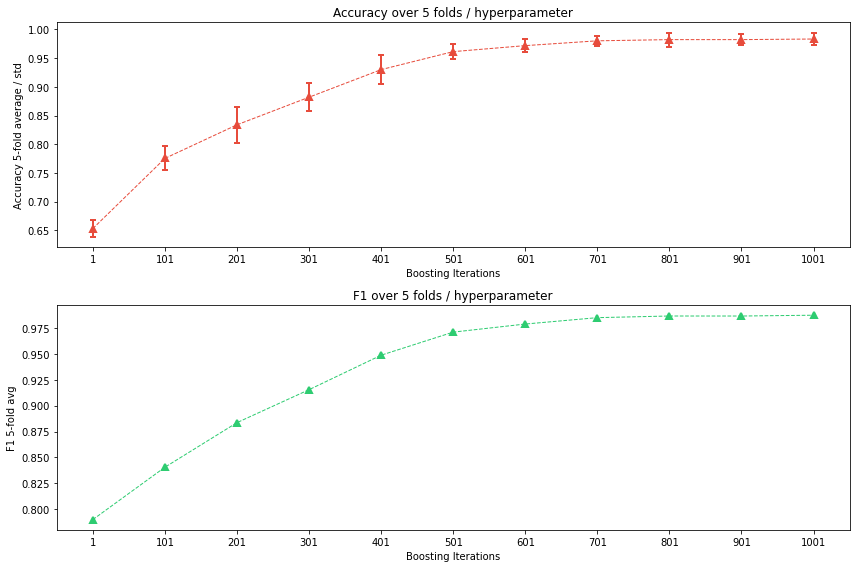 Accuracy over 5 folds / hyperparameter
Accuracy 5-fold average / std
1.00
0.95
0.90
0.85
0.80
0.75
0.70
0.65
1 101 201 301 401 501 601 701 801 901 1001
Boosting Iterations
F1 over 5 folds / hyperparameter
F1 5-fold avg
0.975
0.950
0.925
0.900
0.875
0.850
0.825
0.800
1 101 201 301 401 501 601 701 801 901 1001
Boosting Iterations